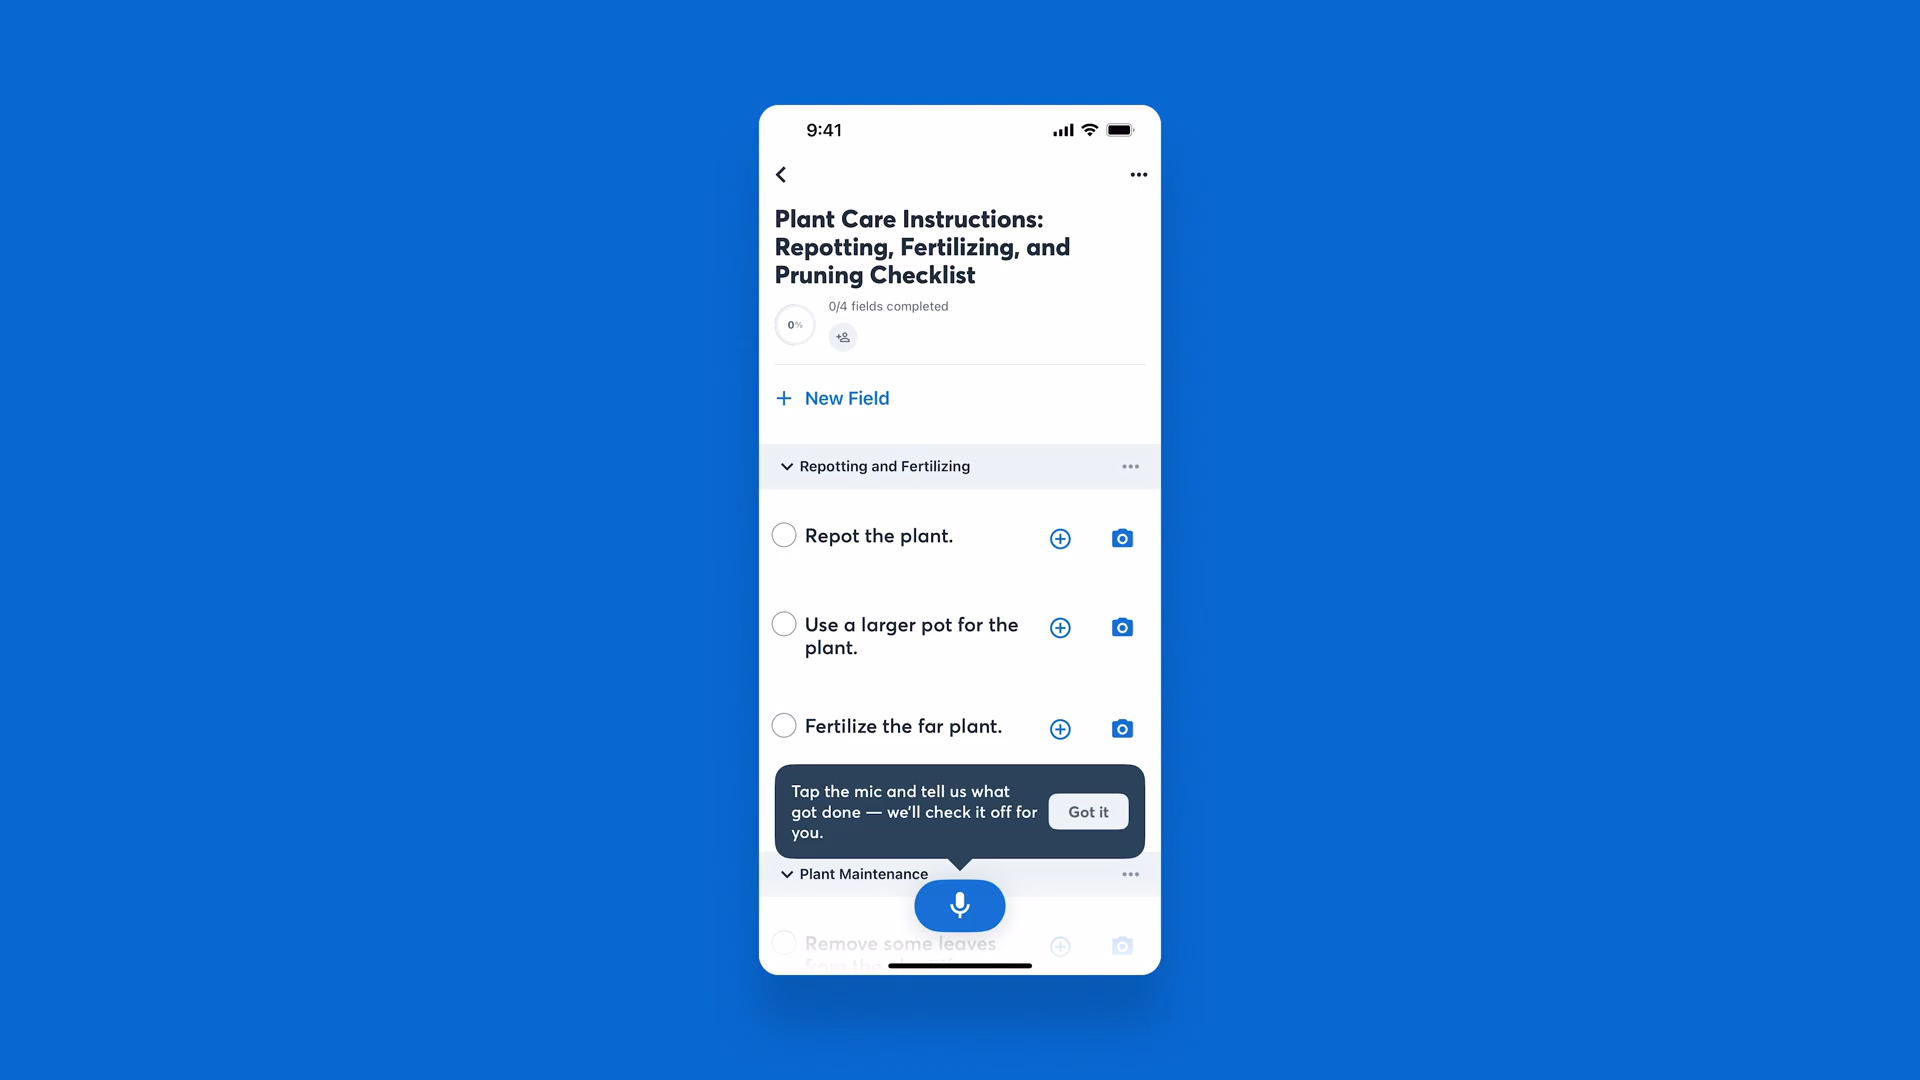 9:41
Plant Care Instructions:
Repotting, Fertilizing, and
Pruning Checklist
0/4 fields completed
0%
New Field
Repotting and Fertilizing
Repot the plant.
Use a larger pot for the
plant.
Fertilize the far plant.
Tap the mic and tell us what
got done — we'll check it off for
you.
Got it
Plant Maintenance
Remove some leaves
from the